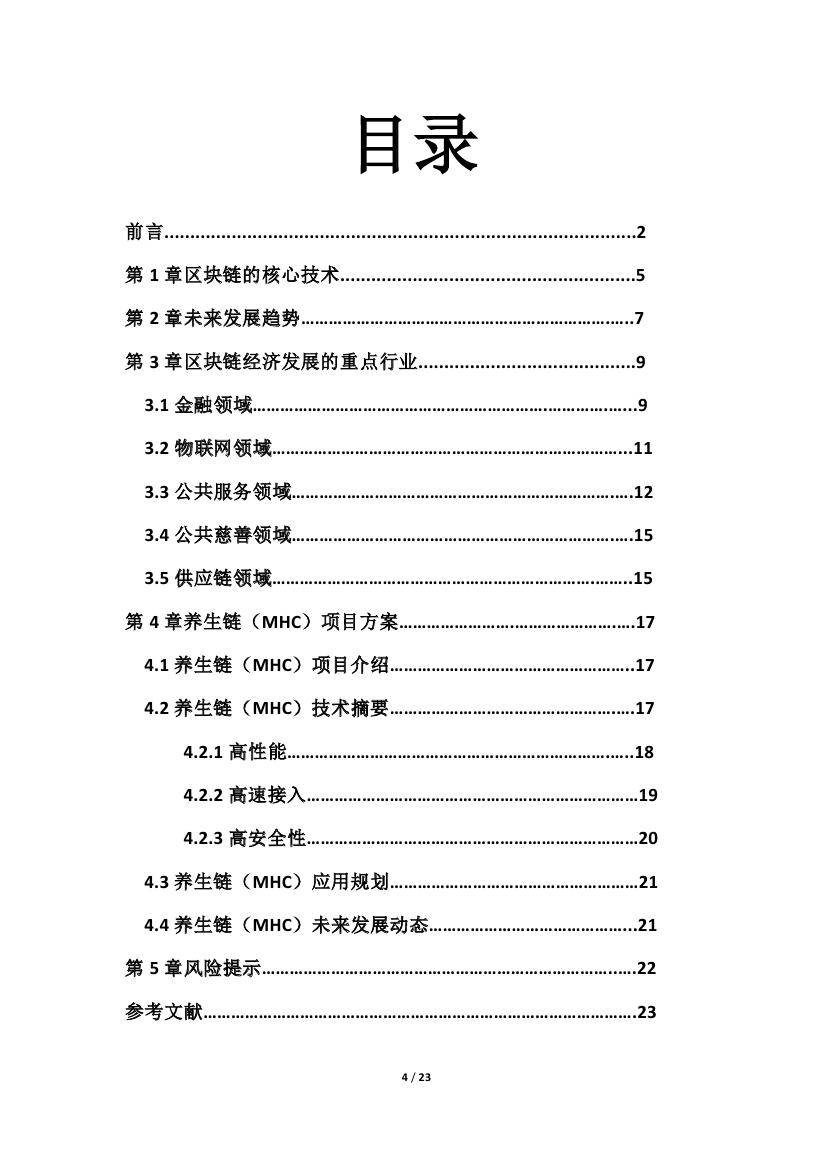 目录
前言..........................................................................................2
第 1 章区块链的核心技术.........................................................5
第 2 章未来发展趋势……………………………………………………………..7
第 3 章区块链经济发展的重点行业..........................................9
3.1 金融领域…………………………………………………………………………...9
3.2 物联网领域…………………………………………………………………...11
3.3 公共服务领域………………………………………………………………….12
3.4 公共慈善领域………………………………………………………………….15
3.5 供应链领域…………………………………………………………………..15
第 4 章养生链（MHC）项目方案……………………………………………….17
4.1 养生链（MHC）项目介绍……………………………………………..17
4.2 养生链（MHC）技术摘要…………………………………………….17
4.2.1 高性能…………………………………………………………………..18
4.2.2 高速接入………………………………………………………………19
4.2.3 高安全性………………………………………………………………20
4.3 养生链（MHC）应用规划………………………………………………21
4.4 养生链（MHC）未来发展动态……………………………………...21
第 5 章风险提示……………………………………………………………………..22
参考文献………………………………………………………………………………….23
4 / 23